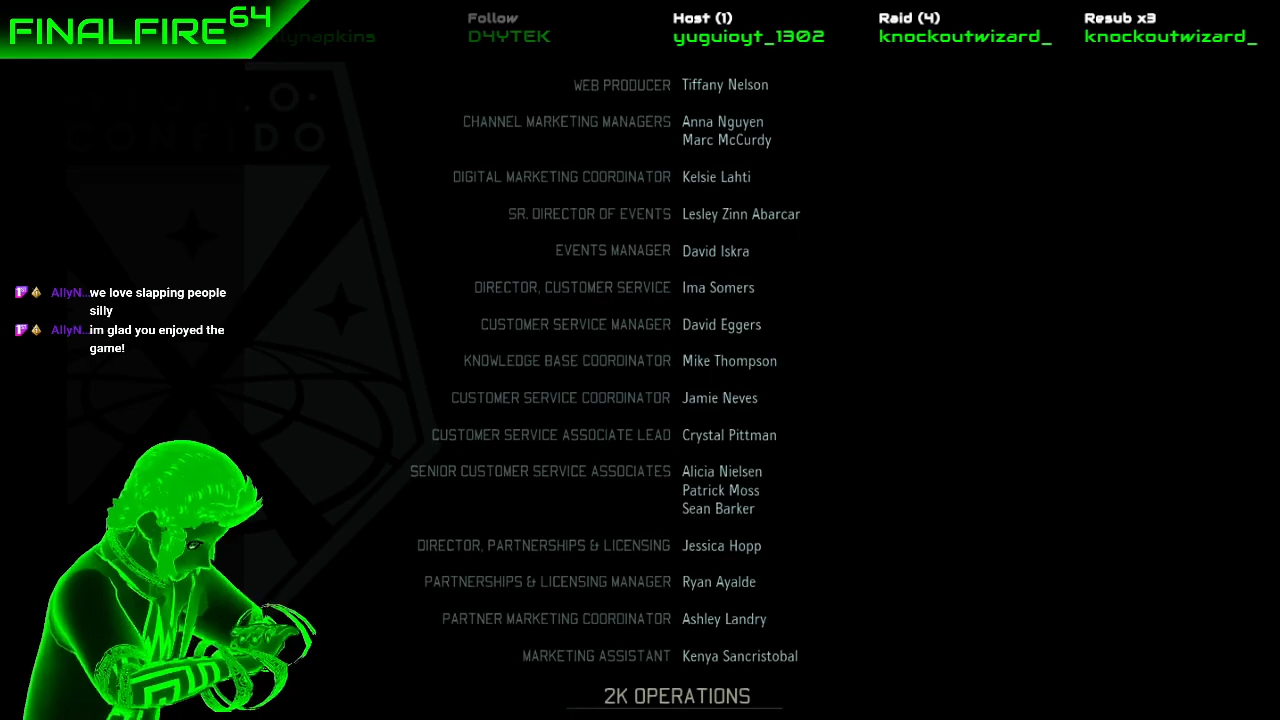 FINALFIRE64
lynapkins
Follow
D4YTEK
Host (1)
yuguioyt_1302
Raid (4)
knockoutwizard_
Resub x3
knockoutwizard_
CONFIDO
WEB PRODUCER Tiffany Nelson
CHANNEL MARKETING MANAGERS Anna Nguyen
Marc McCurdy
DIGITAL MARKETING COORDINATOR Kelsie Lahti
SR. DIRECTOR OF EVENTS Lesley Zinn Abarcar
EVENTS MANAGER David Iskra
DIRECTOR, CUSTOMER SERVICE Ima Somers
CUSTOMER SERVICE MANAGER David Eggers
KNOWLEDGE BASE COORDINATOR Mike Thompson
CUSTOMER SERVICE COORDINATOR Jamie Neves
CUSTOMER SERVICE ASSOCIATE LEAD Crystal Pittman
SENIOR CUSTOMER SERVICE ASSOCIATES Alicia Nielsen
Patrick Moss
Sean Barker
DIRECTOR, PARTNERSHIPS & LICENSING Jessica Hopp
PARTNERSHIPS & LICENSING MANAGER Ryan Ayalde
PARTNER MARKETING COORDINATOR Ashley Landry
MARKETING ASSISTANT Kenya Sancristobal
2K OPERATIONS
AllyN... we love slapping people
silly
AllyN... im glad you enjoyed the
game!